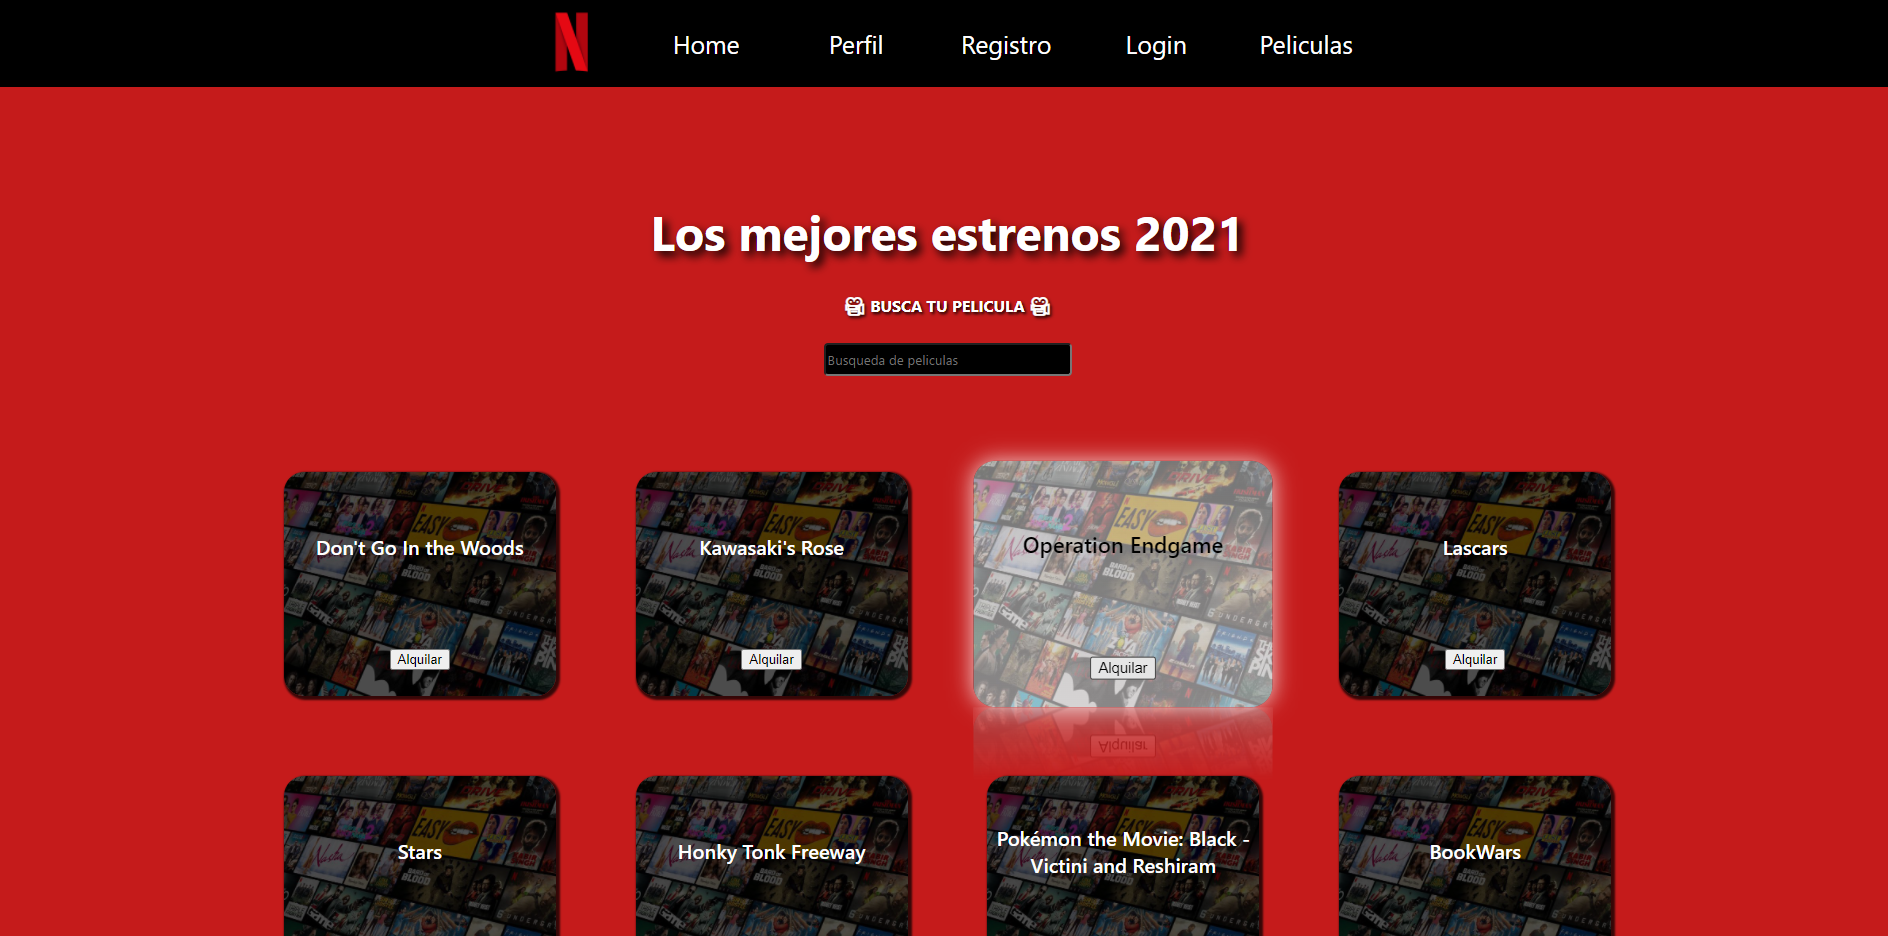 N
Home Perfil Registro Login Peliculas
Los mejores estrenos 2021
BUSCA TU PELICULA
Busqueda de peliculas
Don't Go In the Woods
Alquilar
Kawasaki's Rose
Alquilar
Operation Endgame
Alquilar
Lascars
Alquilar
Stars
Honky Tonk Freeway
Pokémon the Movie: Black -
Victini and Reshiram
BookWars